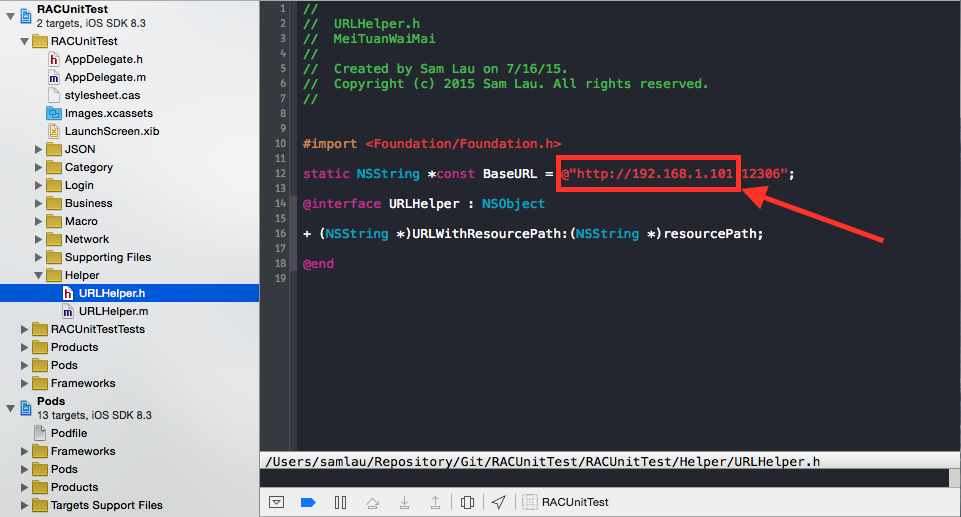 RACUnitTest
2 targets, iOS SDK 8.3
RACUnitTest
AppDelegate.h
AppDelegate.m
stylesheet.cas
Images.xcassets
LaunchScreen.xib
JSON
Category
Login
Business
Macro
Network
Supporting Files
Helper
URLHelper.h
URLHelper.m
RACUnitTestTests
Products
Pods
Frameworks
Pods
13 targets, iOS SDK 8.3
Podfile
Frameworks
Pods
Products
Targets Support Files
1 //
2 //  URLHelper.h
3 //  MeiTuanWaiMai
4 //
5 //  Created by Sam Lau on 7/16/15.
6 //  Copyright (c) 2015 Sam Lau. All rights reserved.
7 //
8
9
10 #import <Foundation/Foundation.h>
11
12 static NSString *const BaseURL = @"http://192.168.1.101 12306";
13
14 @interface URLHelper : NSObject
15
16 + (NSString *)URLWithResourcePath:(NSString *)resourcePath;
17
18 @end
19
/Users/samlau/Repository/Git/RACUnitTest/RACUnitTest/Helper/URLHelper.h
RACUnitTest